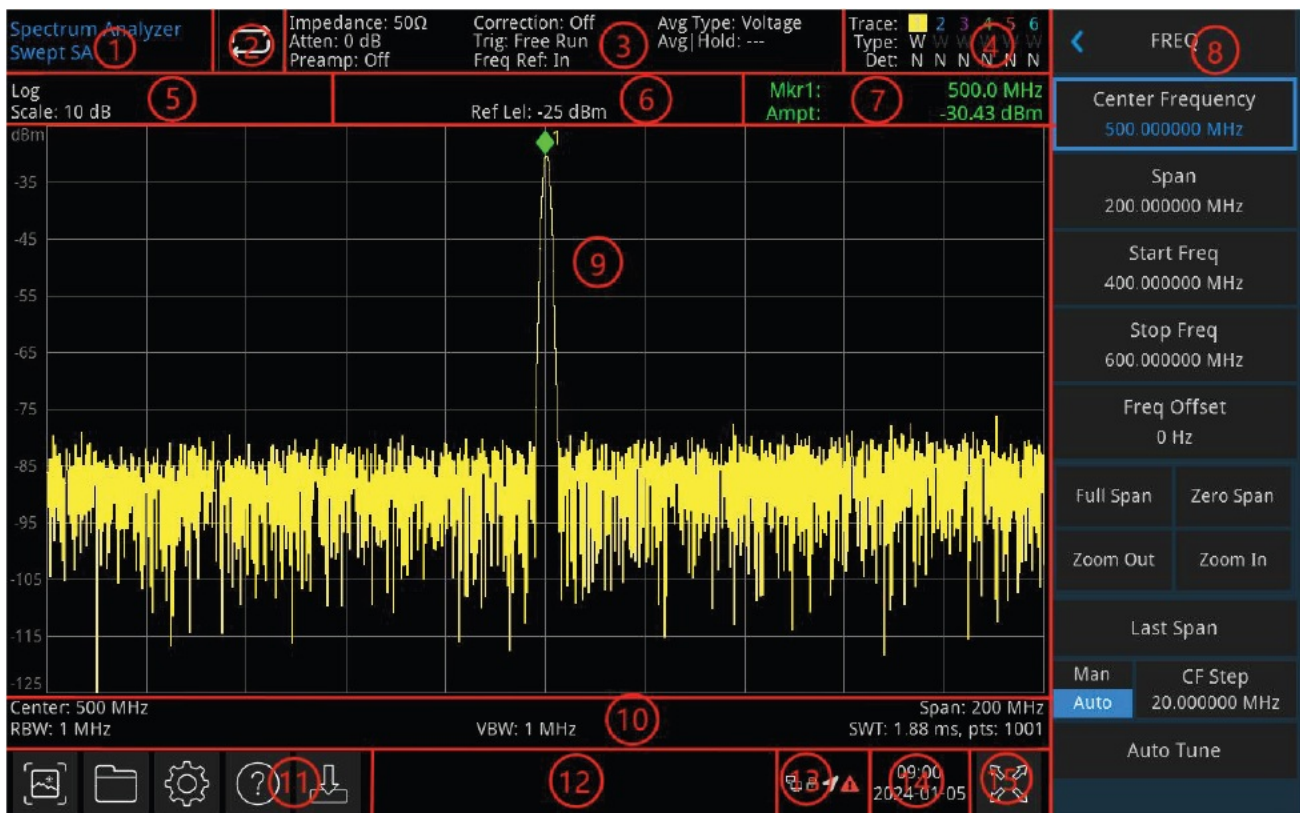 Spectrum Analyzer
Swept SA
1
2
Impedance: 50Ω Correction: Off Avg Type: Voltage
Atten: 0 dB Trig: Free Run Avg|Hold: ---
Preamp: Off Freq Ref: In
3
Trace: 1 2 3 4 5 6
Type: W W W W W W
Det: N N N N N N
4
FREQ
8
Log
Scale: 10 dB
5
Ref Lel: -25 dBm
6
Mkr1: 500.0 MHz
Ampt: -30.43 dBm
7
Center Frequency
500.000000 MHz
Span
200.000000 MHz
Start Freq
400.000000 MHz
Stop Freq
600.000000 MHz
Freq Offset
0 Hz
Full Span Zero Span
Zoom Out Zoom In
Last Span
Man
Auto
CF Step
20.000000 MHz
Auto Tune
dBm
1
-35
-45
9
-55
-65
-75
-85
-95
-105
-115
-125
Center: 500 MHz Span: 200 MHz
RBW: 1 MHz VBW: 1 MHz SWT: 1.88 ms, pts: 1001
10
?
11
12
13
09:00
2024-01-05
14
15